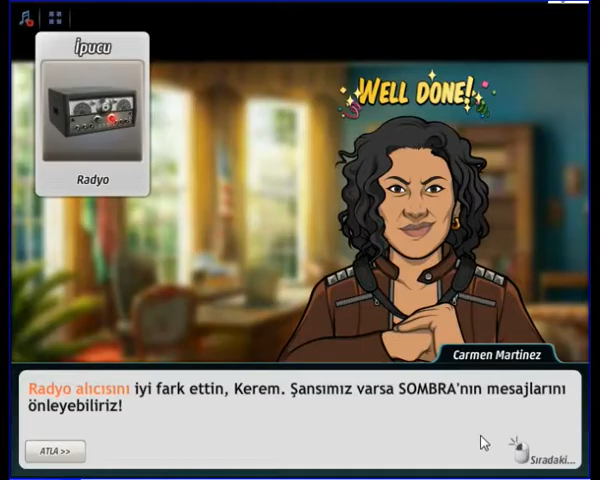 İpucu
Radyo
WELL DONE!
Carmen Martinez
Radyo alıcısını iyi fark ettin, Kerem. Şansımız varsa SOMBRA'nın mesajlarını
önleyebiliriz!
ATLA >>
Sıradaki...